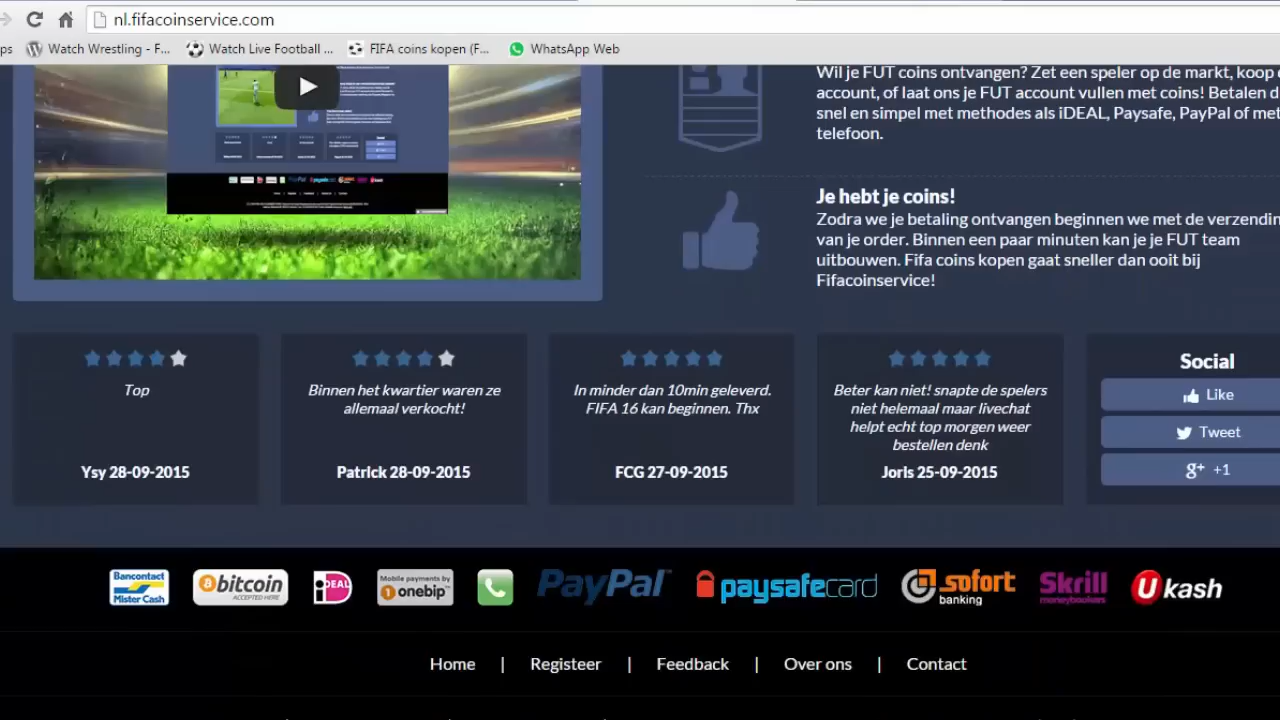 nl.fifacoinservice.com
ps Watch Wrestling - F... Watch Live Football ... FIFA coins kopen (F... WhatsApp Web
Wil je FUT coins ontvangen? Zet een speler op de markt, koop
account, of laat ons je FUT account vullen met coins! Betalen
snel en simpel met methodes als iDEAL, Paysafe, PayPal of met
telefoon.
Je hebt je coins!
Zodra we je betaling ontvangen beginnen we met de verzendin
van je order. Binnen een paar minuten kan je je FUT team
uitbouwen. Fifa coins kopen gaat sneller dan ooit bij
Fifacoinservice!
Top
Ysy 28-09-2015
Binnen het kwartier waren ze
allemaal verkocht!
Patrick 28-09-2015
In minder dan 10min geleverd.
FIFA 16 kan beginnen. Thx
FCG 27-09-2015
Beter kan niet! snapte de spelers
niet helemaal maar livechat
helpt echt top morgen weer
bestellen denk
Joris 25-09-2015
Social
Like
Tweet
g+ +1
Bancontact
Mister Cash
bitcoin
ACCEPTED HERE
iDEAL
Mobile payments by
onebip
PayPal
paysafecard
sofort
banking
Skrill
moneybookers
Ukash
Home | Registeer | Feedback | Over ons | Contact